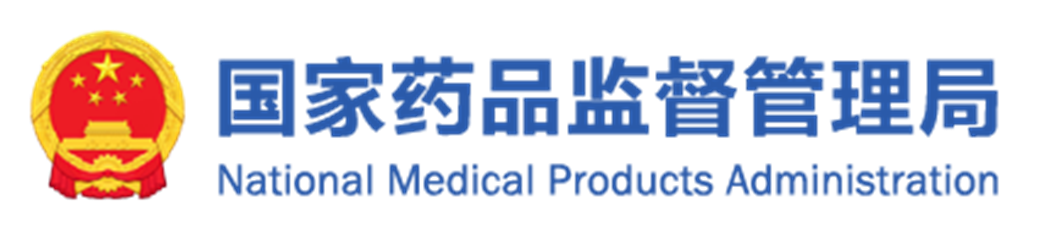 国家药品监督管理局
National Medical Products Administration